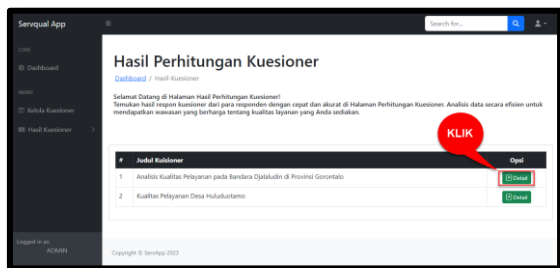 Servqual App
Search for...
CORE
Dashboard
MENU
Kelola Kuesioner
Hasil Kuesioner
Hasil Perhitungan Kuesioner
Dashboard / Hasil Kuesioner
Selamat Datang di Halaman Hasil Perhitungan Kuesioner!
Temukan hasil respon kuesioner dari para responden dengan cepat dan akurat di Halaman Perhitungan Kuesioner. Analisis data secara efisien untuk
mendapatkan wawasan yang berharga tentang kualitas layanan yang Anda sediakan.
KLIK
# Judul Kuisioner Opsi
1 Analisis Kualitas Pelayanan pada Bandara Djalaludin di Provinsi Gorontalo Detail
2 Kualitas Pelayanan Desa Huluduotamo Detail
Logged in as:
ADMIN
Copyright © ServApp 2023